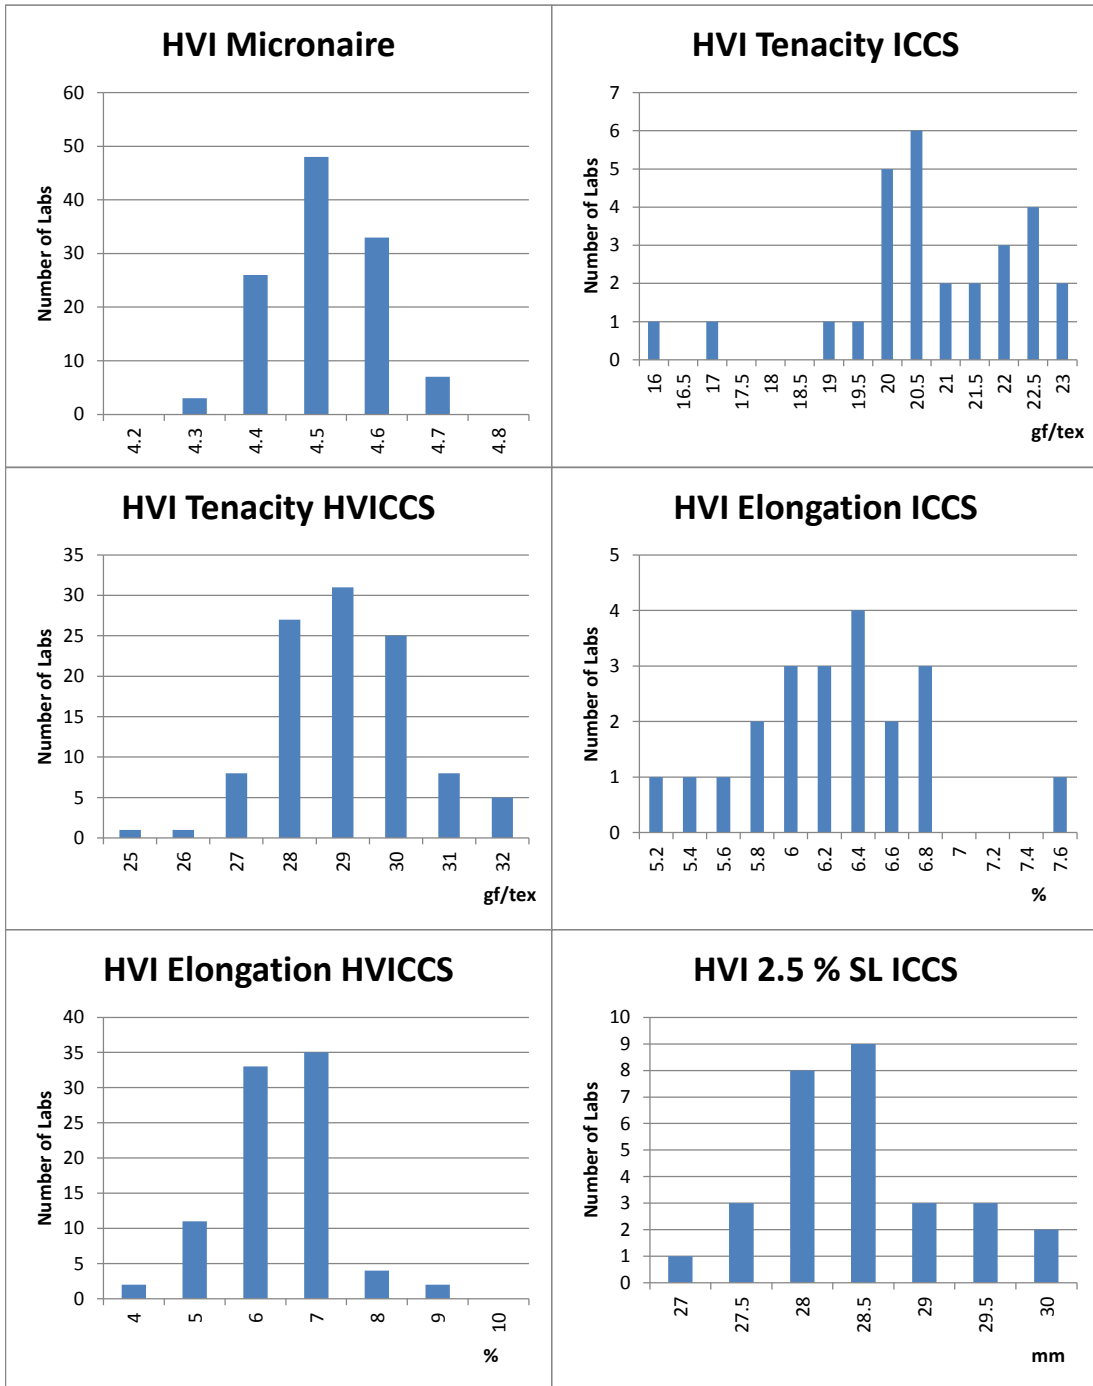 HVI Micronaire
Number of Labs
60
50
40
30
20
10
0
4.2 4.3 4.4 4.5 4.6 4.7 4.8
HVI Tenacity ICCS
Number of Labs
7
6
5
4
3
2
1
0
16 16.5 17 17.5 18 18.5 19 19.5 20 20.5 21 21.5 22 22.5 23
gf/tex
HVI Tenacity HVICCS
Number of Labs
35
30
25
20
15
10
5
0
25 26 27 28 29 30 31 32
gf/tex
HVI Elongation ICCS
Number of Labs
5
4
3
2
1
0
5.2 5.4 5.6 5.8 6 6.2 6.4 6.6 6.8 7 7.2 7.4 7.6
%
HVI Elongation HVICCS
Number of Labs
40
35
30
25
20
15
10
5
0
4 5 6 7 8 9 10
%
HVI 2.5 % SL ICCS
Number of Labs
10
9
8
7
6
5
4
3
2
1
0
27 27.5 28 28.5 29 29.5 30
mm